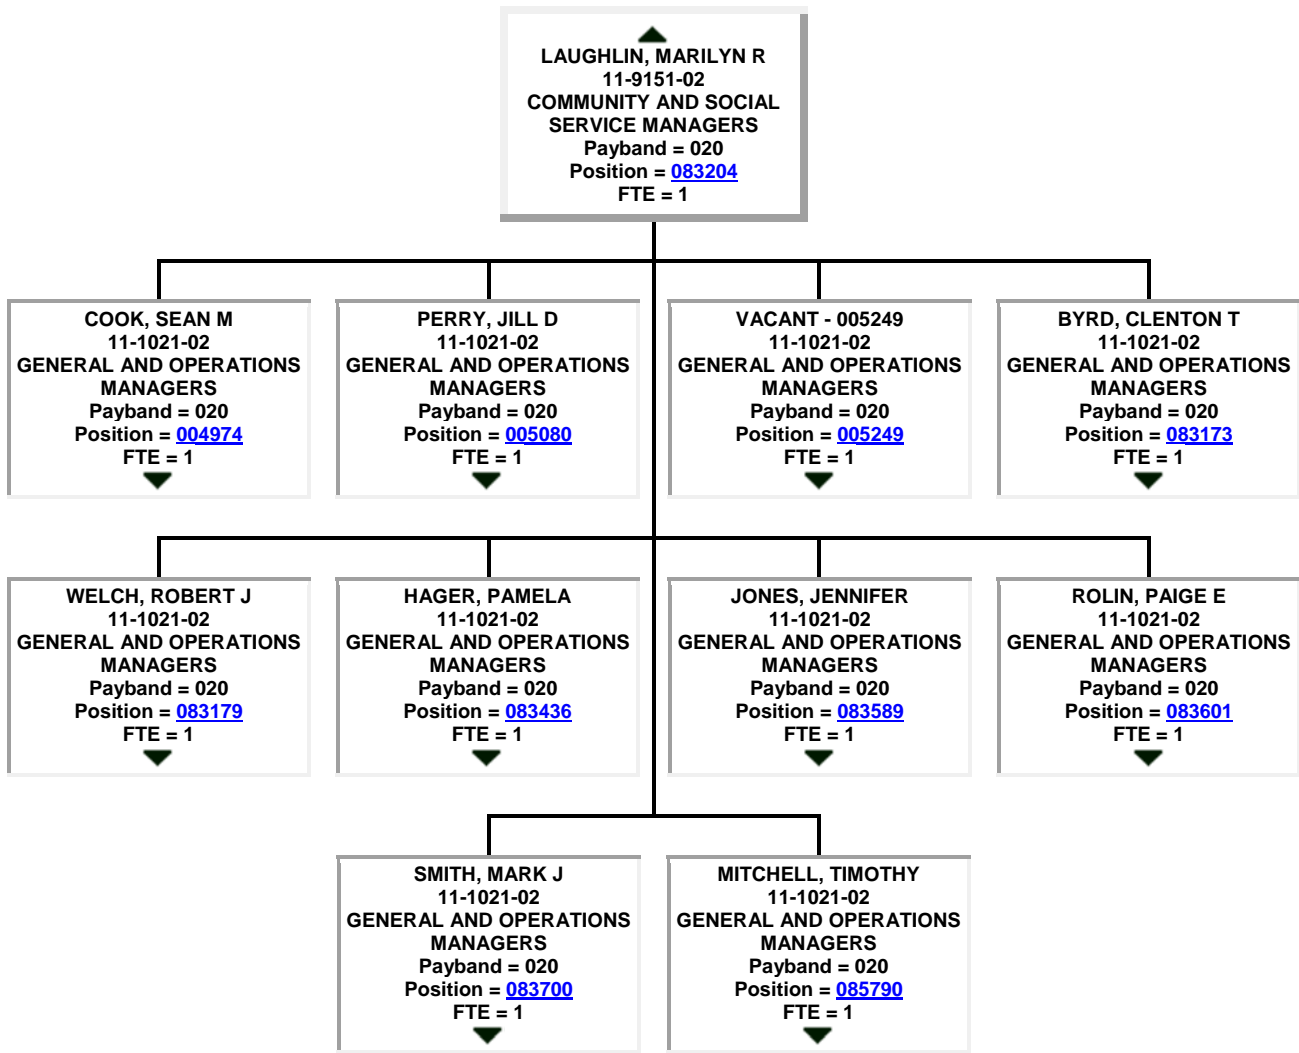 LAUGHLIN, MARILYN R
11-9151-02
COMMUNITY AND SOCIAL
SERVICE MANAGERS
Payband = 020
Position = 083204
FTE = 1
COOK, SEAN M
11-1021-02
GENERAL AND OPERATIONS
MANAGERS
Payband = 020
Position = 004974
FTE = 1
PERRY, JILL D
11-1021-02
GENERAL AND OPERATIONS
MANAGERS
Payband = 020
Position = 005080
FTE = 1
VACANT - 005249
11-1021-02
GENERAL AND OPERATIONS
MANAGERS
Payband = 020
Position = 005249
FTE = 1
BYRD, CLENTON T
11-1021-02
GENERAL AND OPERATIONS
MANAGERS
Payband = 020
Position = 083173
FTE = 1
WELCH, ROBERT J
11-1021-02
GENERAL AND OPERATIONS
MANAGERS
Payband = 020
Position = 083179
FTE = 1
HAGER, PAMELA
11-1021-02
GENERAL AND OPERATIONS
MANAGERS
Payband = 020
Position = 083436
FTE = 1
JONES, JENNIFER
11-1021-02
GENERAL AND OPERATIONS
MANAGERS
Payband = 020
Position = 083589
FTE = 1
ROLIN, PAIGE E
11-1021-02
GENERAL AND OPERATIONS
MANAGERS
Payband = 020
Position = 083601
FTE = 1
SMITH, MARK J
11-1021-02
GENERAL AND OPERATIONS
MANAGERS
Payband = 020
Position = 083700
FTE = 1
MITCHELL, TIMOTHY
11-1021-02
GENERAL AND OPERATIONS
MANAGERS
Payband = 020
Position = 085790
FTE = 1